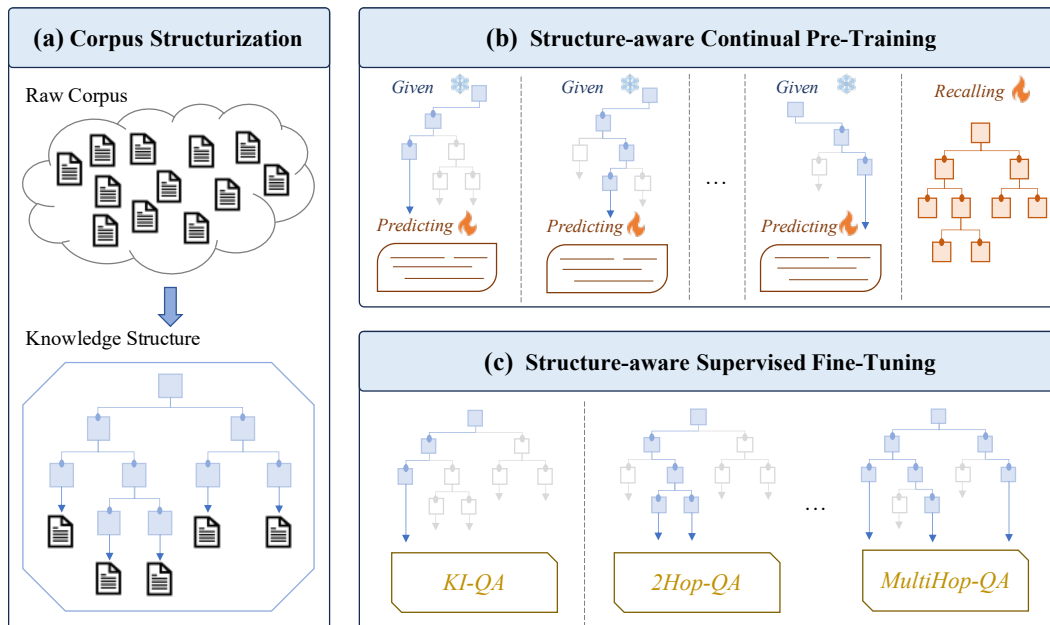 (a) Corpus Structurization
Raw Corpus
Knowledge Structure
(b) Structure-aware Continual Pre-Training
Given
Given
Given
Recalling
...
Predicting
Predicting
Predicting
(c) Structure-aware Supervised Fine-Tuning
...
KI-QA
2Hop-QA
MultiHop-QA